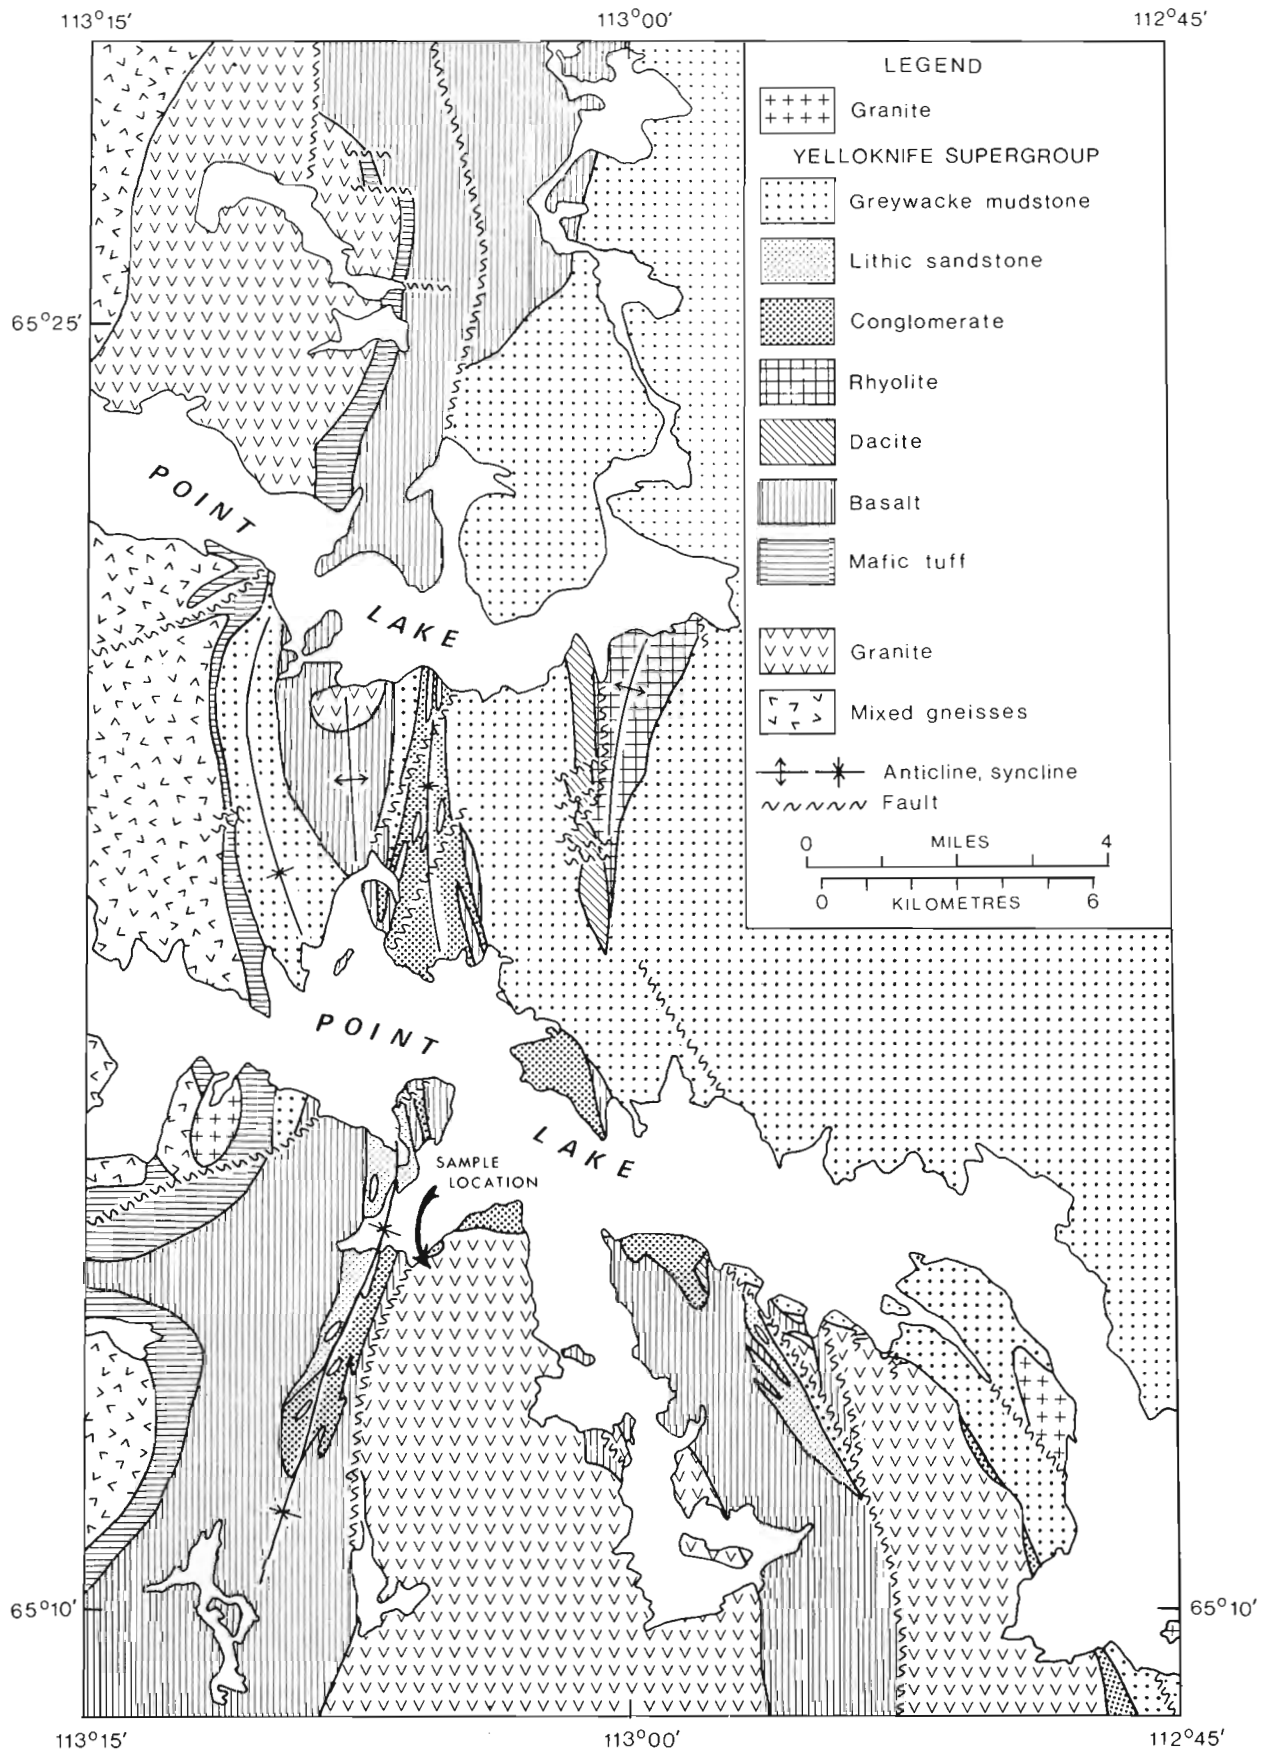 113°15′
113°00′
112°45′
LEGEND
Granite
YELLOKNIFE SUPERGROUP
Greywacke mudstone
Lithic sandstone
Conglomerate
Rhyolite
Dacite
Basalt
Mafic tuff
Granite
Mixed gneisses
Anticline, syncline
Fault
0 MILES 4
0 KILOMETRES 6
65°25′
POINT
LAKE
POINT
LAKE
SAMPLE
LOCATION
65°10′
65°10′
113°15′
113°00′
112°45′